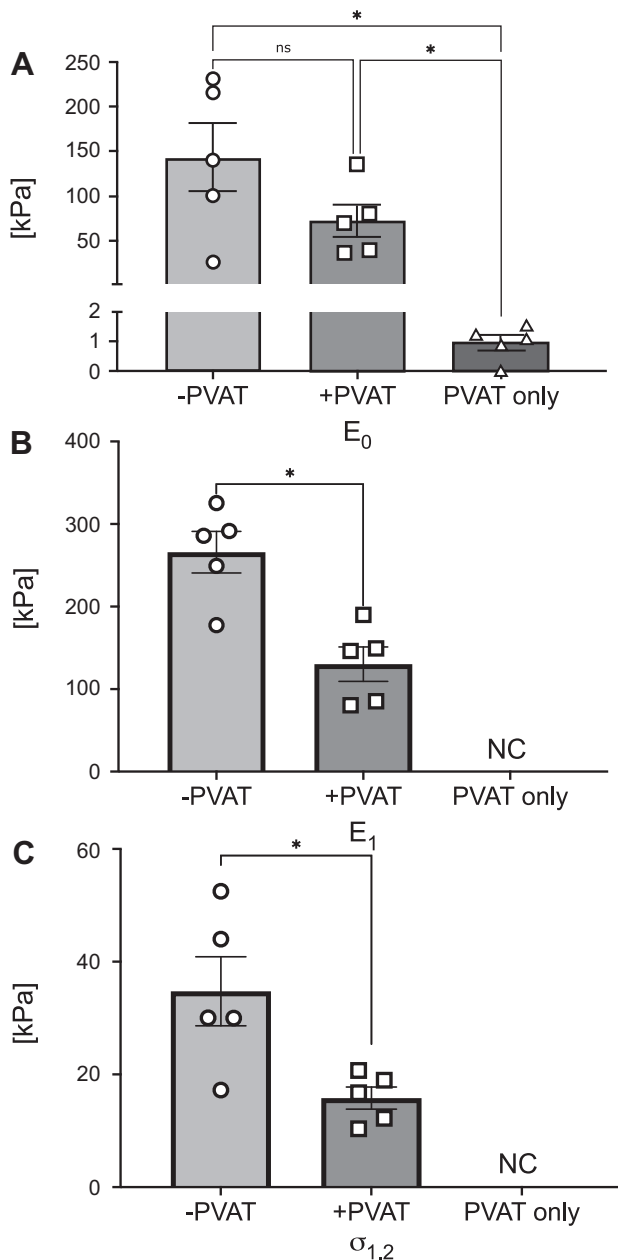 *
ns
*
A
250
200
150
100
50
[kPa]
2
1
0
-PVAT +PVAT PVAT only
E0
B
400
300
200
100
0
[kPa]
*
NC
-PVAT +PVAT PVAT only
E1
C
60
40
20
0
[kPa]
*
NC
-PVAT +PVAT PVAT only
σ1,2